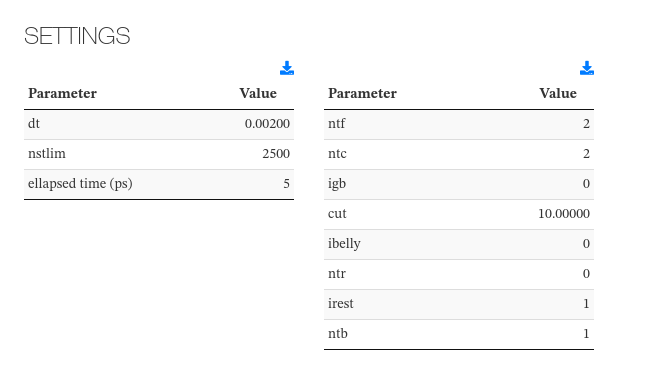 SETTINGS
Parameter Value
dt 0.00200
nstlim 2500
ellapsed time (ps) 5
Parameter Value
ntf 2
ntc 2
igb 0
cut 10.00000
ibelly 0
ntr 0
irest 1
ntb 1